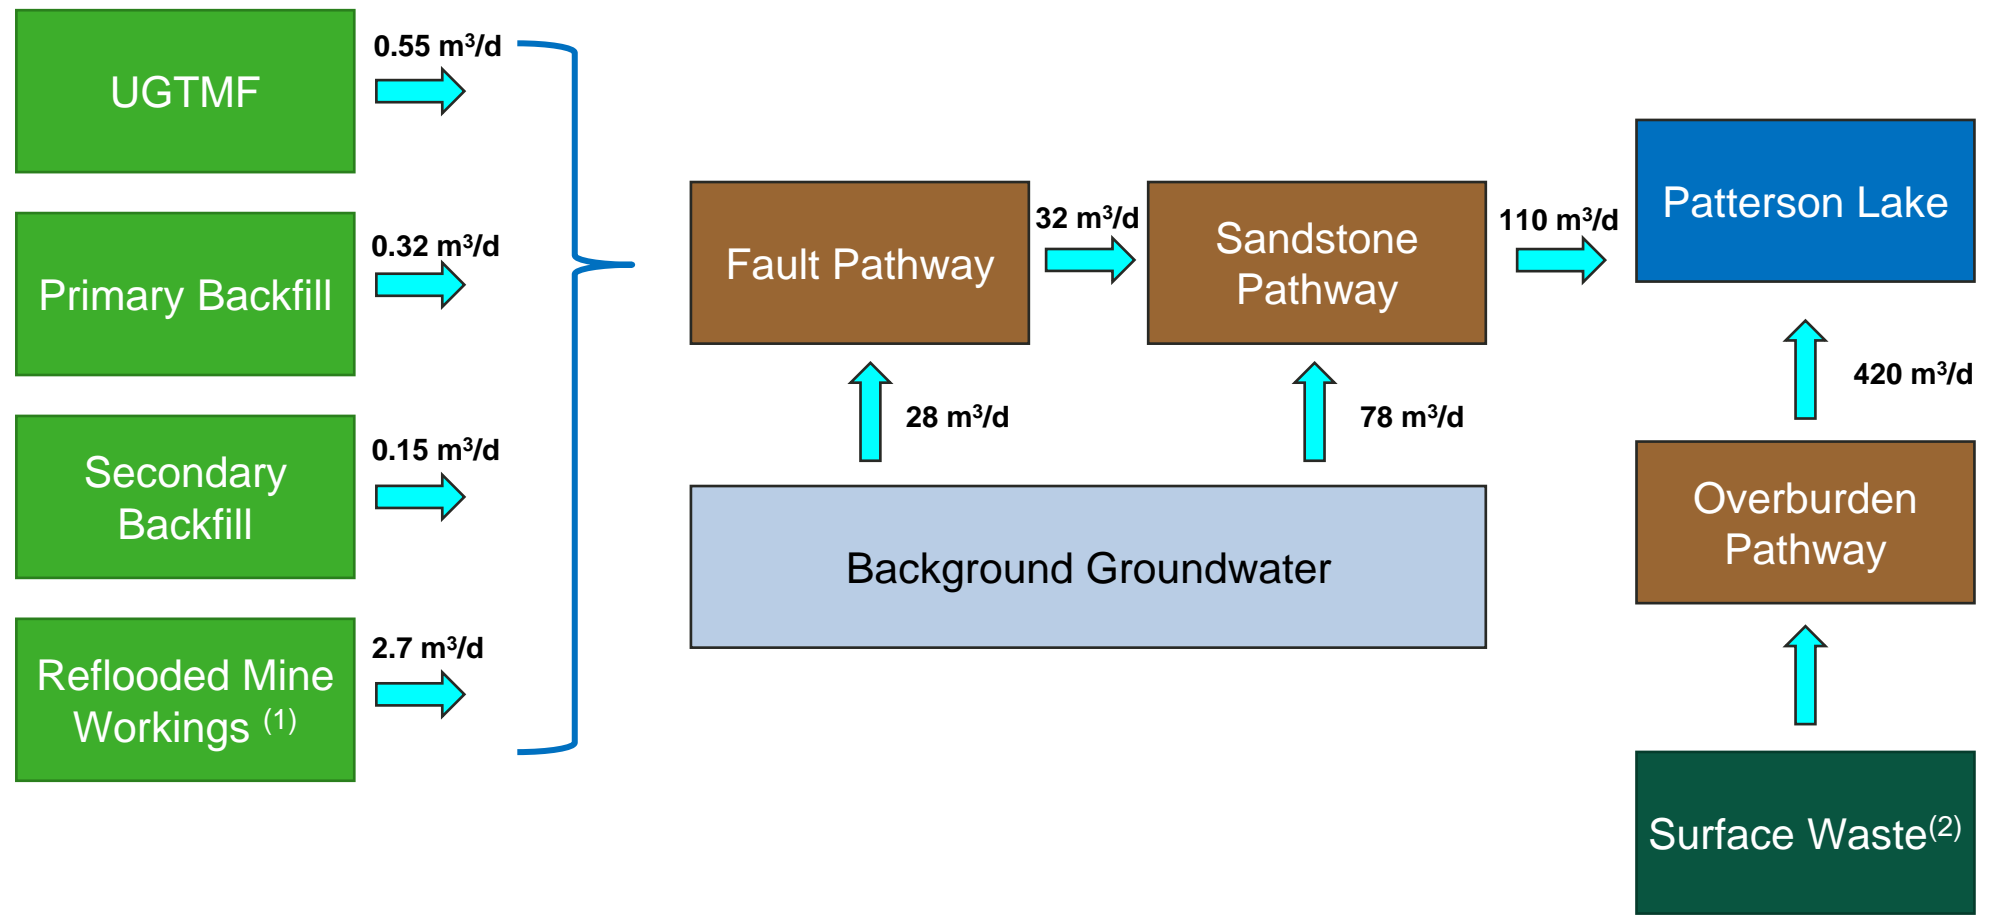 UGTMF
0.55 m³/d
Primary Backfill
0.32 m³/d
Secondary
Backfill
0.15 m³/d
Reflooded Mine
Workings (1)
2.7 m³/d
Fault Pathway
32 m³/d
Sandstone
Pathway
110 m³/d
Patterson Lake
28 m³/d
78 m³/d
420 m³/d
Background Groundwater
Overburden
Pathway
Surface Waste(2)